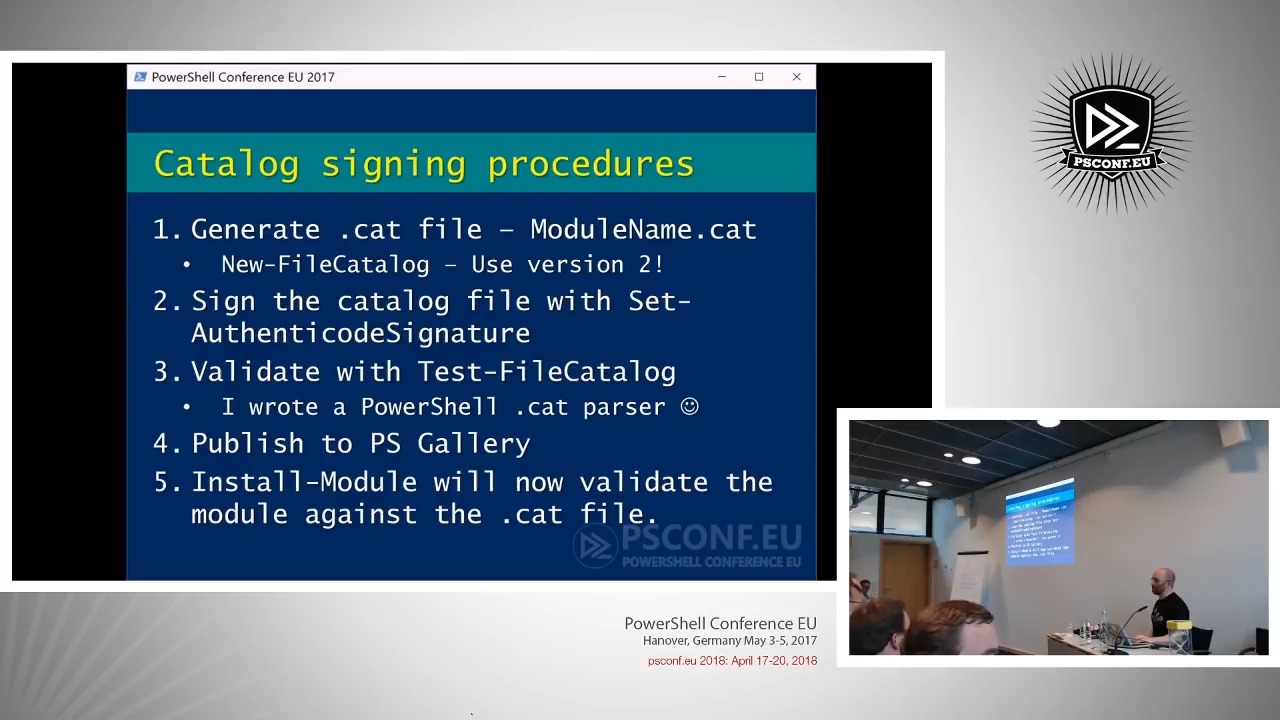 PowerShell Conference EU 2017
PSCONF.EU
Catalog signing procedures
1. Generate .cat file – ModuleName.cat
• New-FileCatalog – Use version 2!
2. Sign the catalog file with Set-
AuthenticodeSignature
3. Validate with Test-FileCatalog
• I wrote a PowerShell .cat parser ☺
4. Publish to PS Gallery
5. Install-Module will now validate the
module against the .cat file.
PSCONF.EU
POWERSHELL CONFERENCE EU
PowerShell Conference EU
Hanover, Germany May 3-5, 2017
psconf.eu 2018: April 17-20, 2018